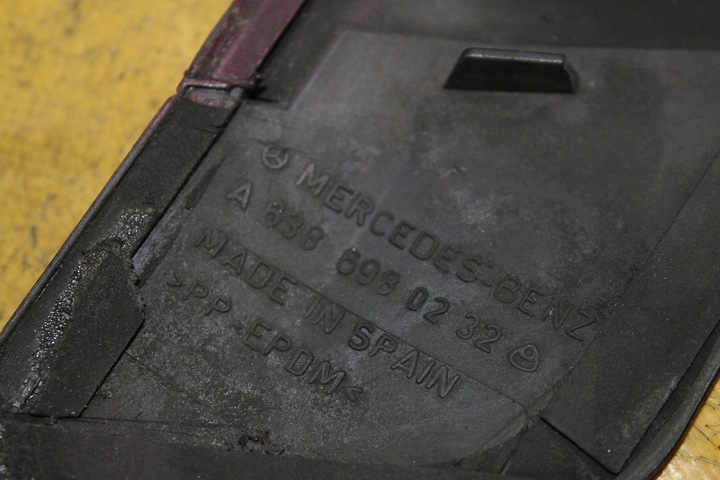 MERCEDES-BENZ
A 638 698 02 32
MADE IN SPAIN
>PP·EPDM<